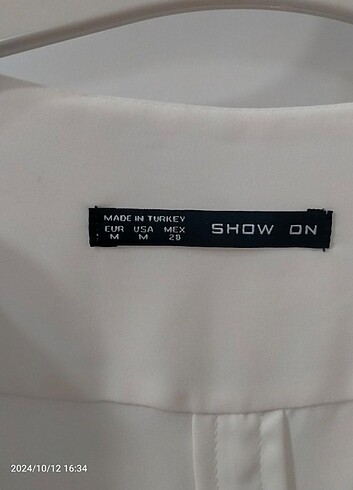 MADE IN TURKEY
EUR USA MEX
M M 28
SHOW ON
2024/10/12 16:34